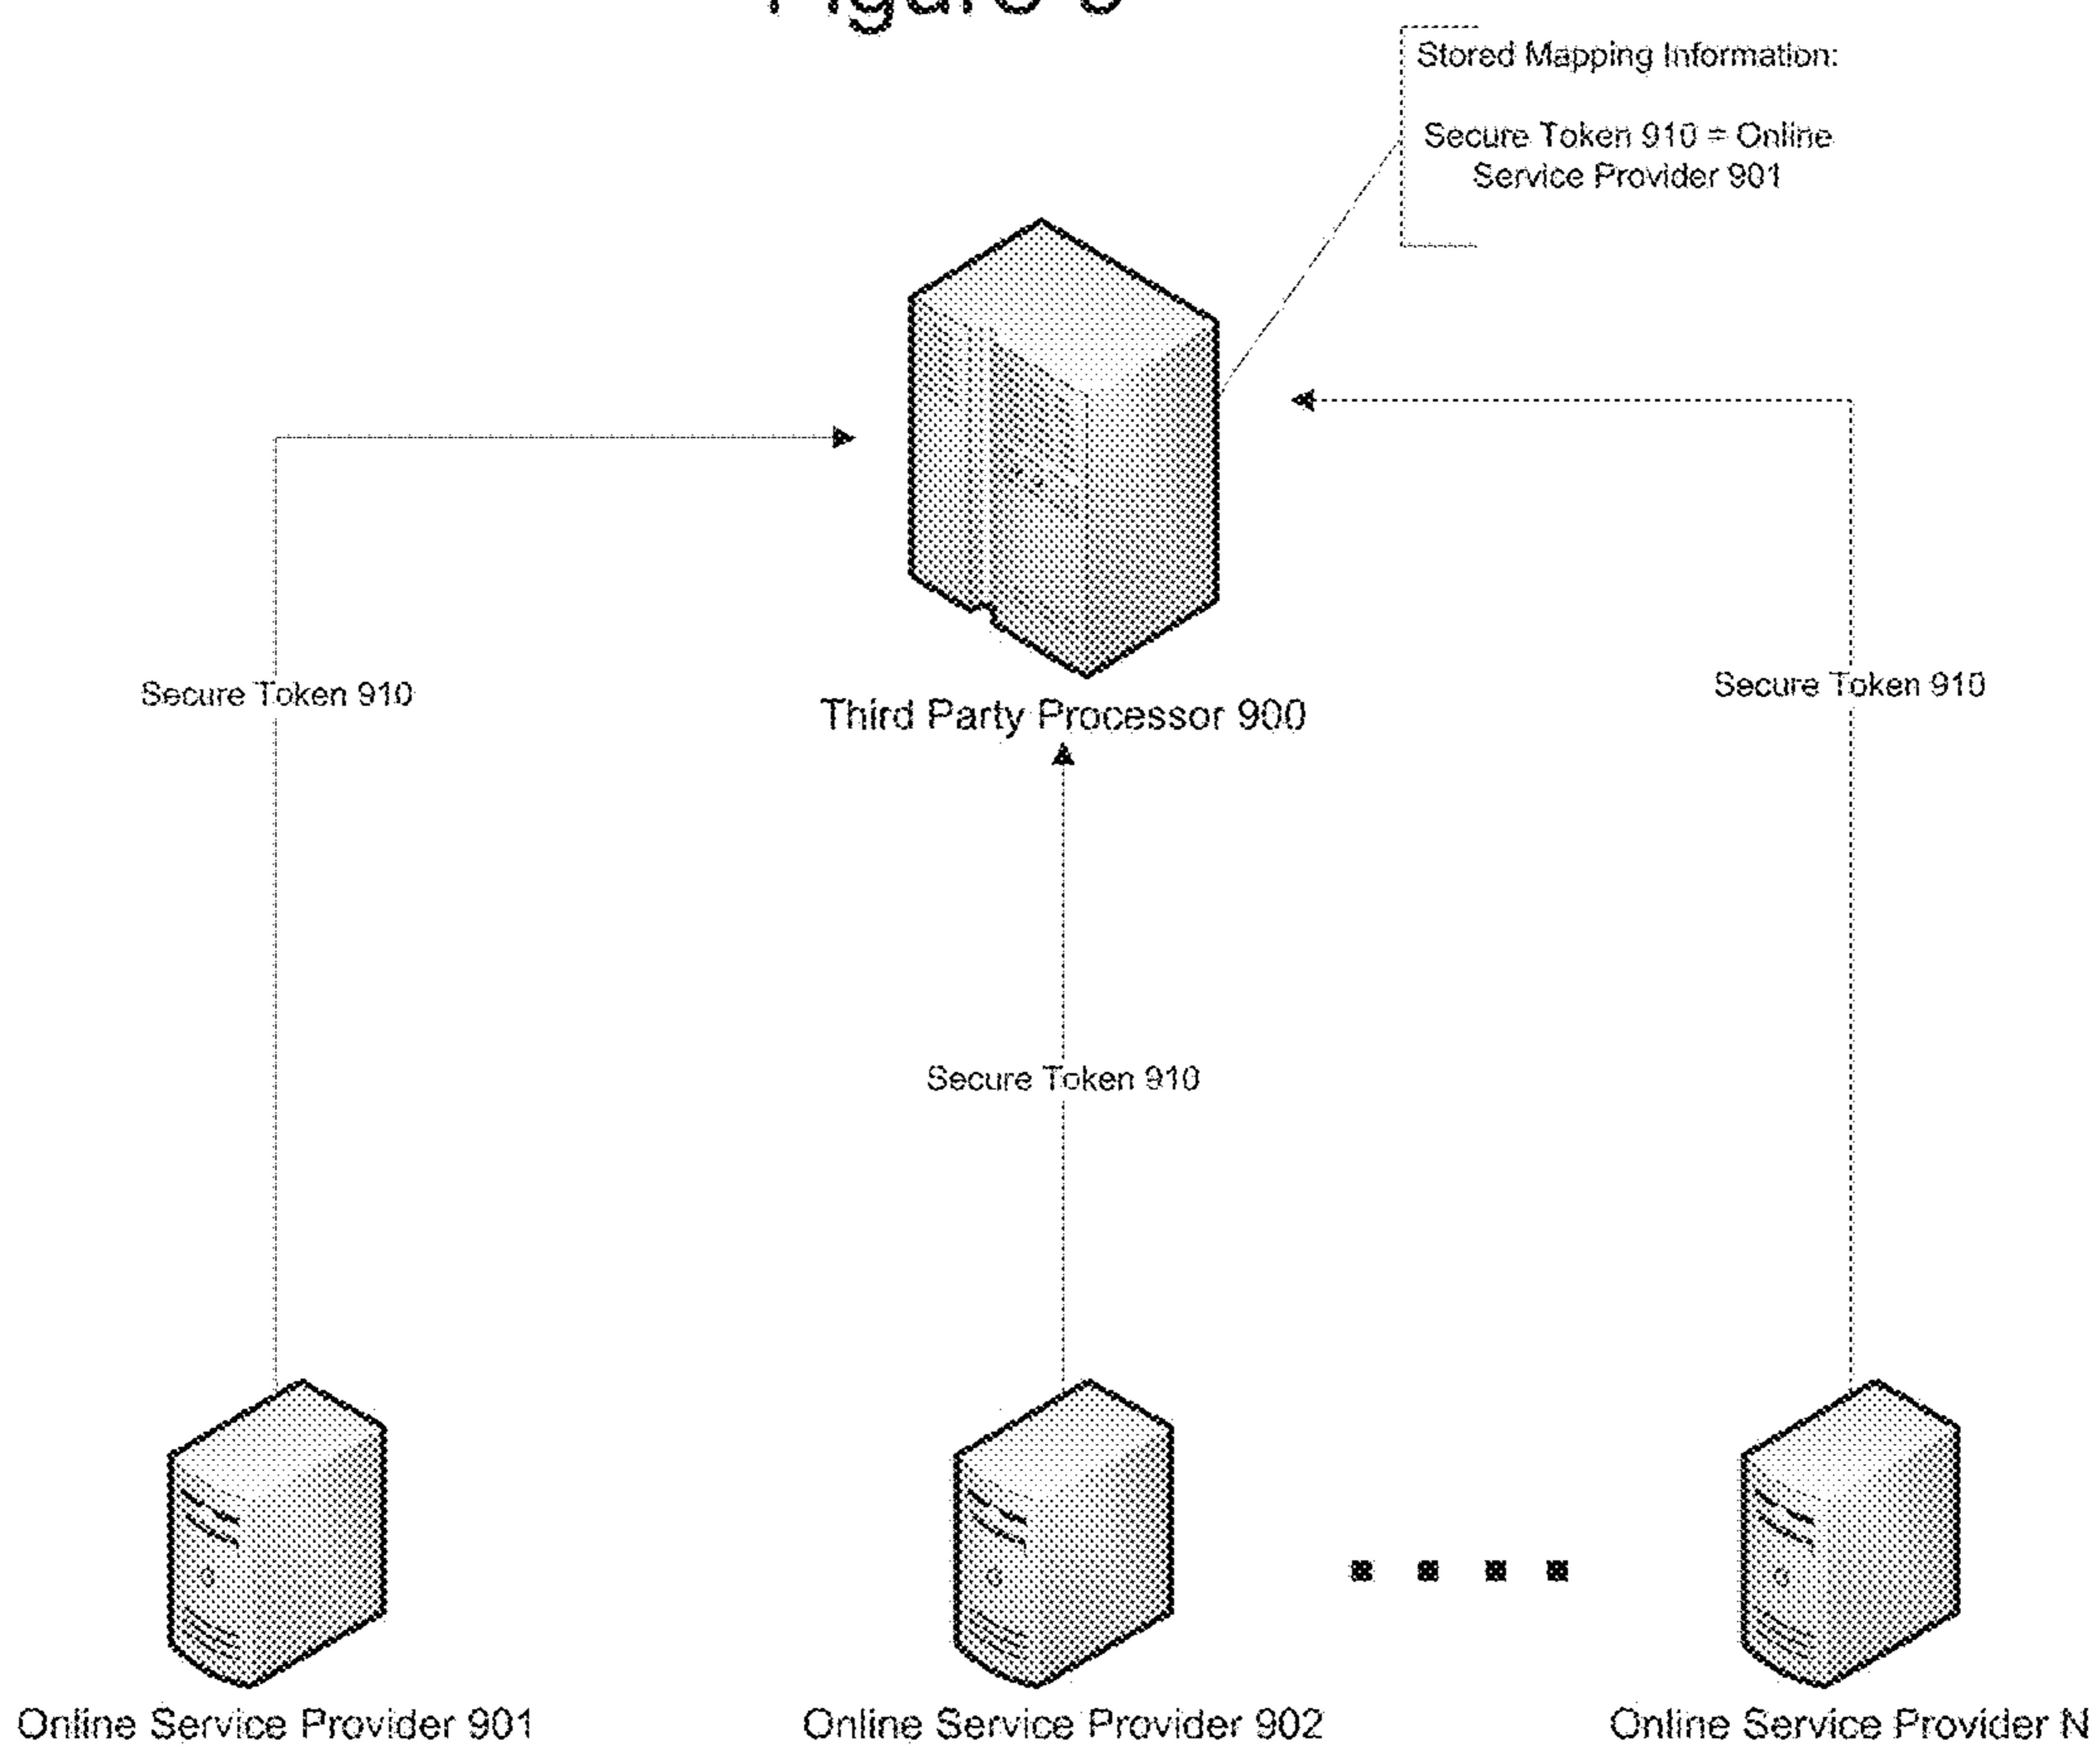 Figure
Stored Mapping Information:
Secure Token 910 = Online
Service Provider 901
Secure Token 910
Secure Token 910
Third Party Processor 900
Secure Token 910
Online Service Provider 901
Online Service Provider 902
Online Service Provider N